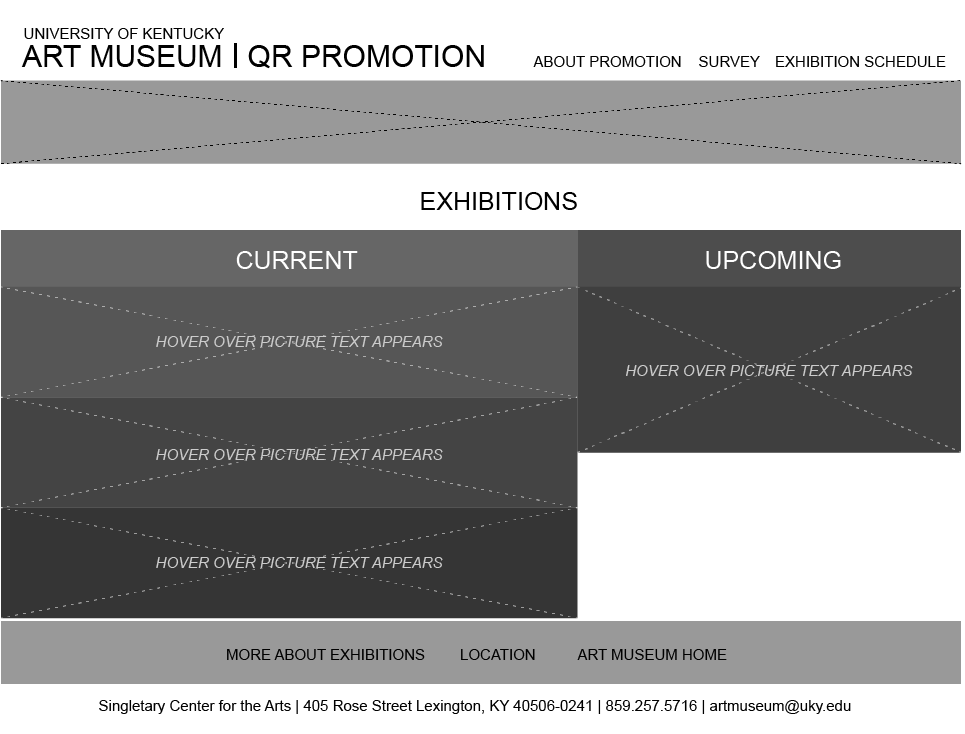 UNIVERSITY OF KENTUCKY
ART MUSEUM | QR PROMOTION
ABOUT PROMOTION SURVEY EXHIBITION SCHEDULE
EXHIBITIONS
CURRENT
HOVER OVER PICTURE TEXT APPEARS
HOVER OVER PICTURE TEXT APPEARS
HOVER OVER PICTURE TEXT APPEARS
UPCOMING
HOVER OVER PICTURE TEXT APPEARS
MORE ABOUT EXHIBITIONS LOCATION ART MUSEUM HOME
Singletary Center for the Arts | 405 Rose Street Lexington, KY 40506-0241 | 859.257.5716 | artmuseum@uky.edu